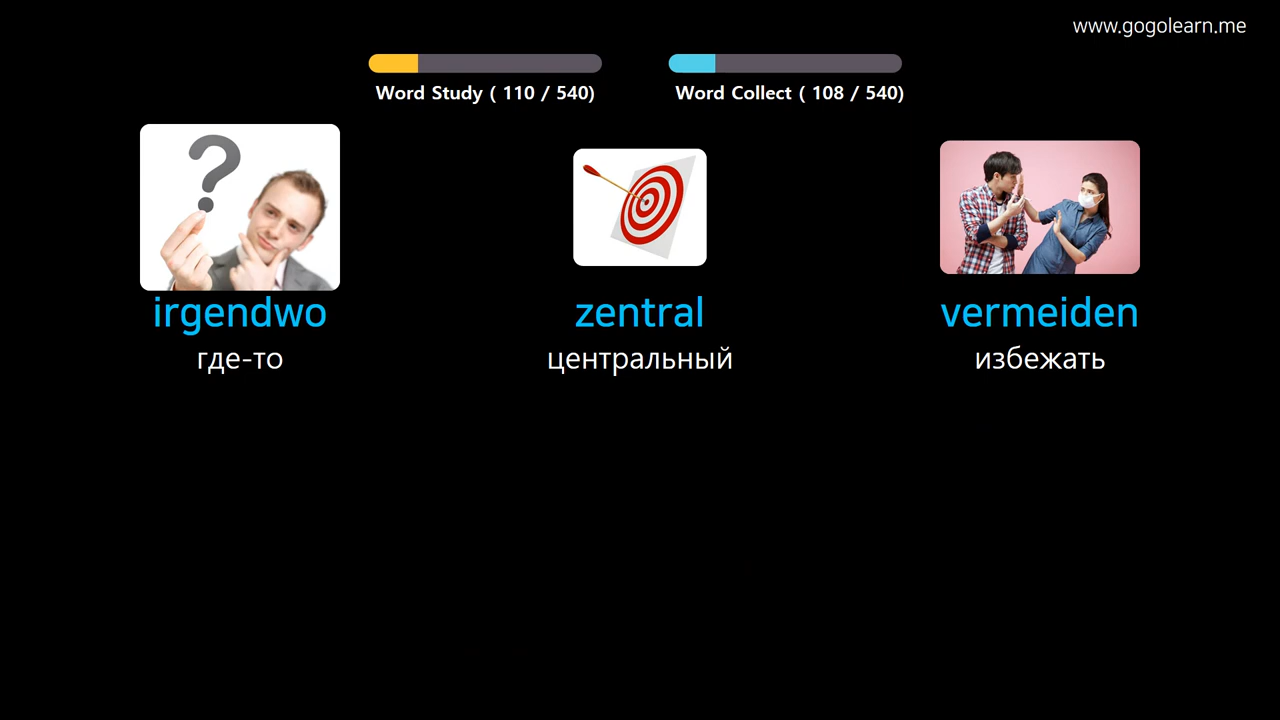 www.gogolearn.me
Word Study ( 110 / 540)
Word Collect ( 108 / 540)
irgendwo
zentral
vermeiden
где-то
центральный
избежать